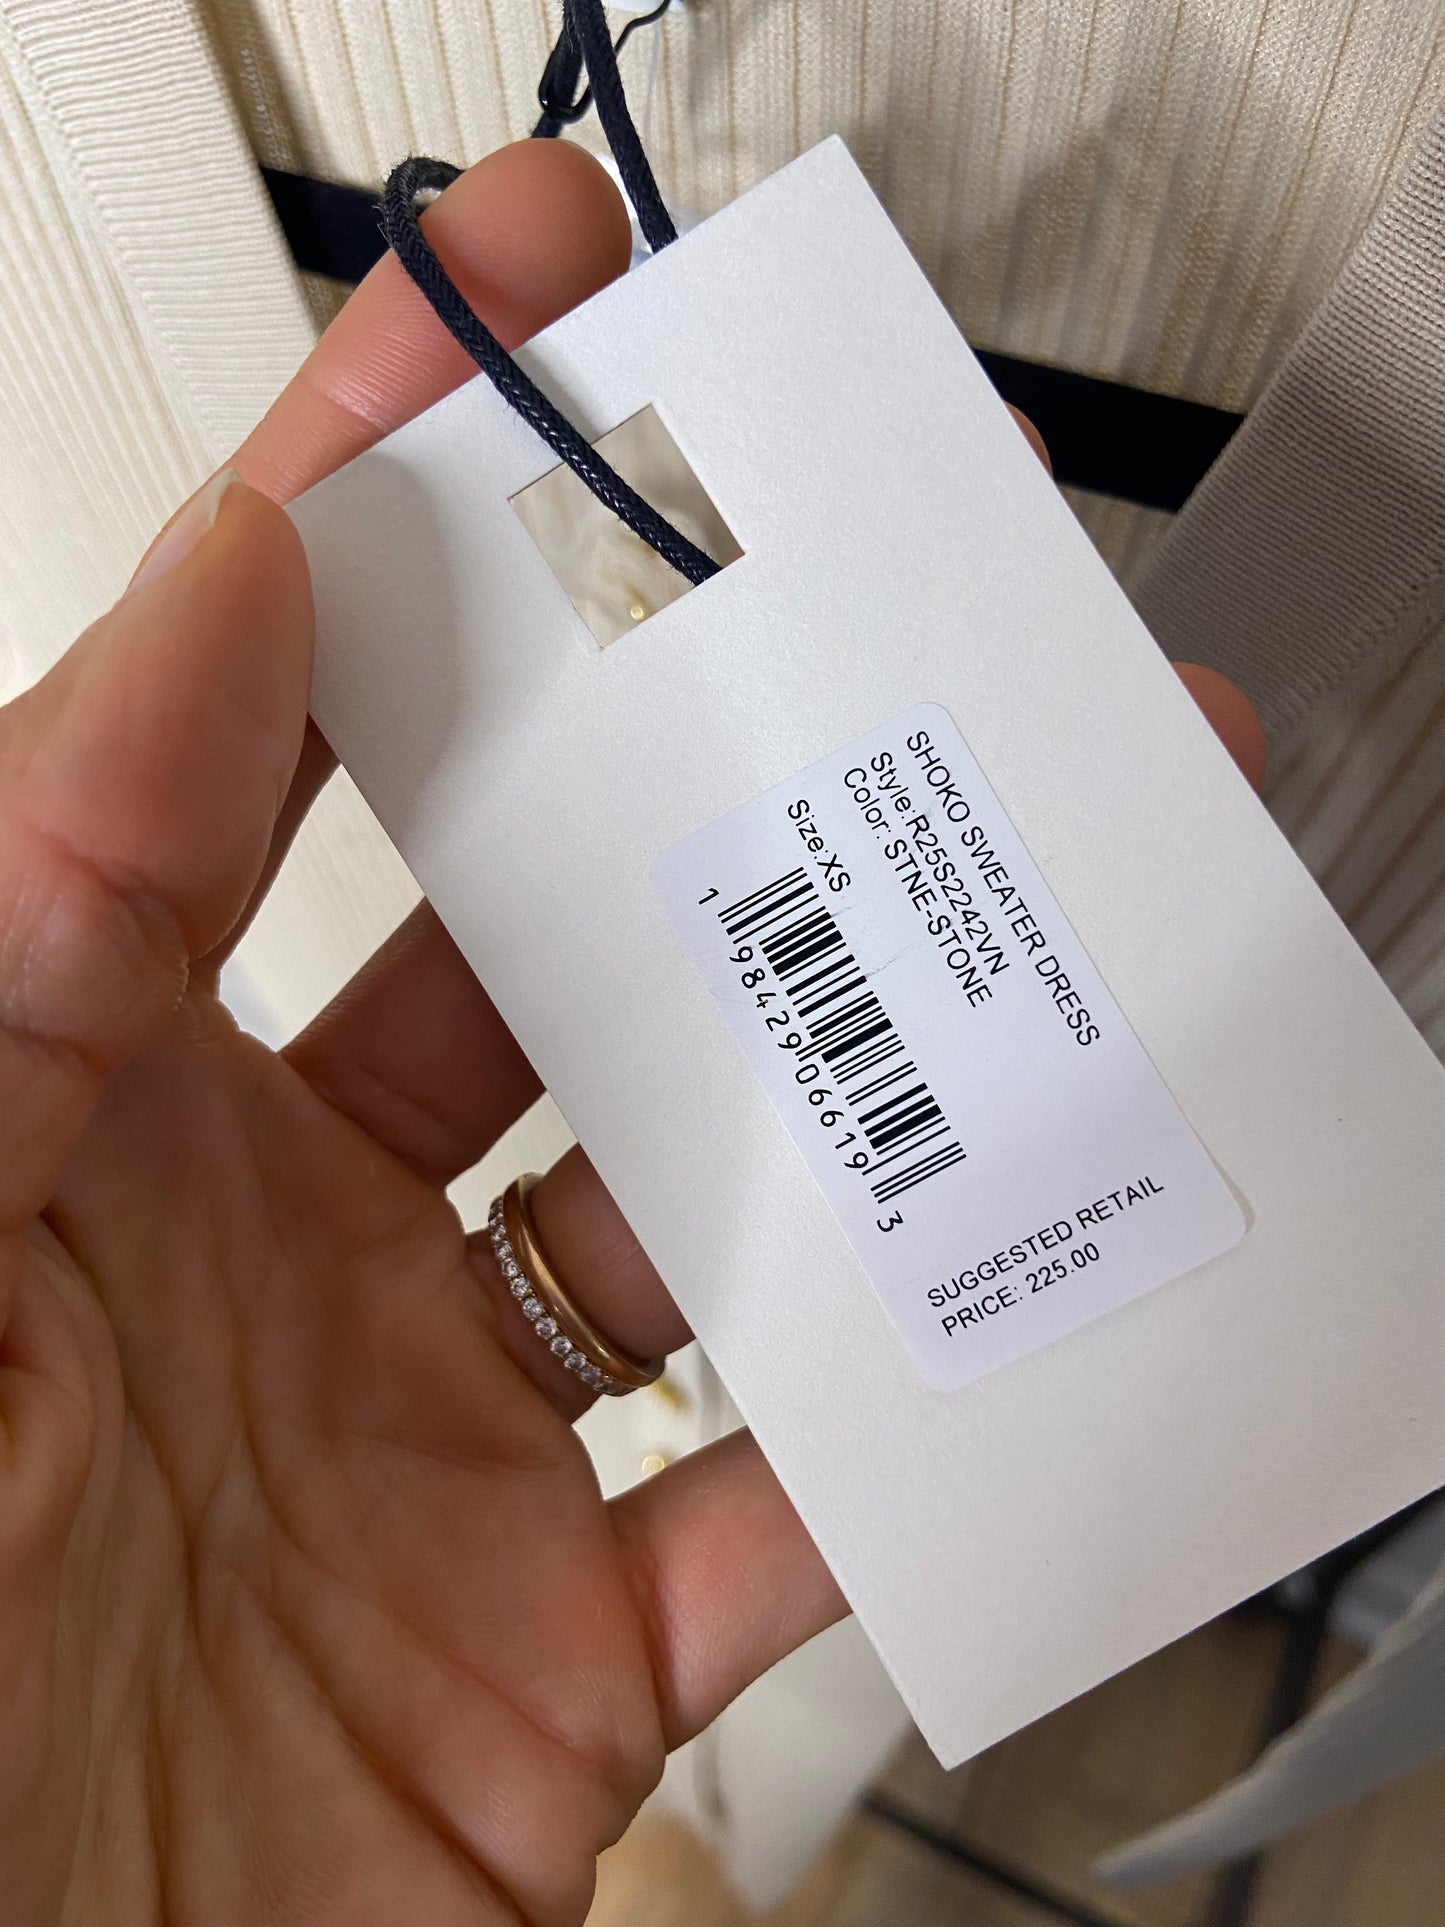 SHOKO SWEATER DRESS
Style:R25S2242VN
Color: STNE-STONE
Size:XS
1 98429 06619 3
SUGGESTED RETAIL
PRICE: 225.00